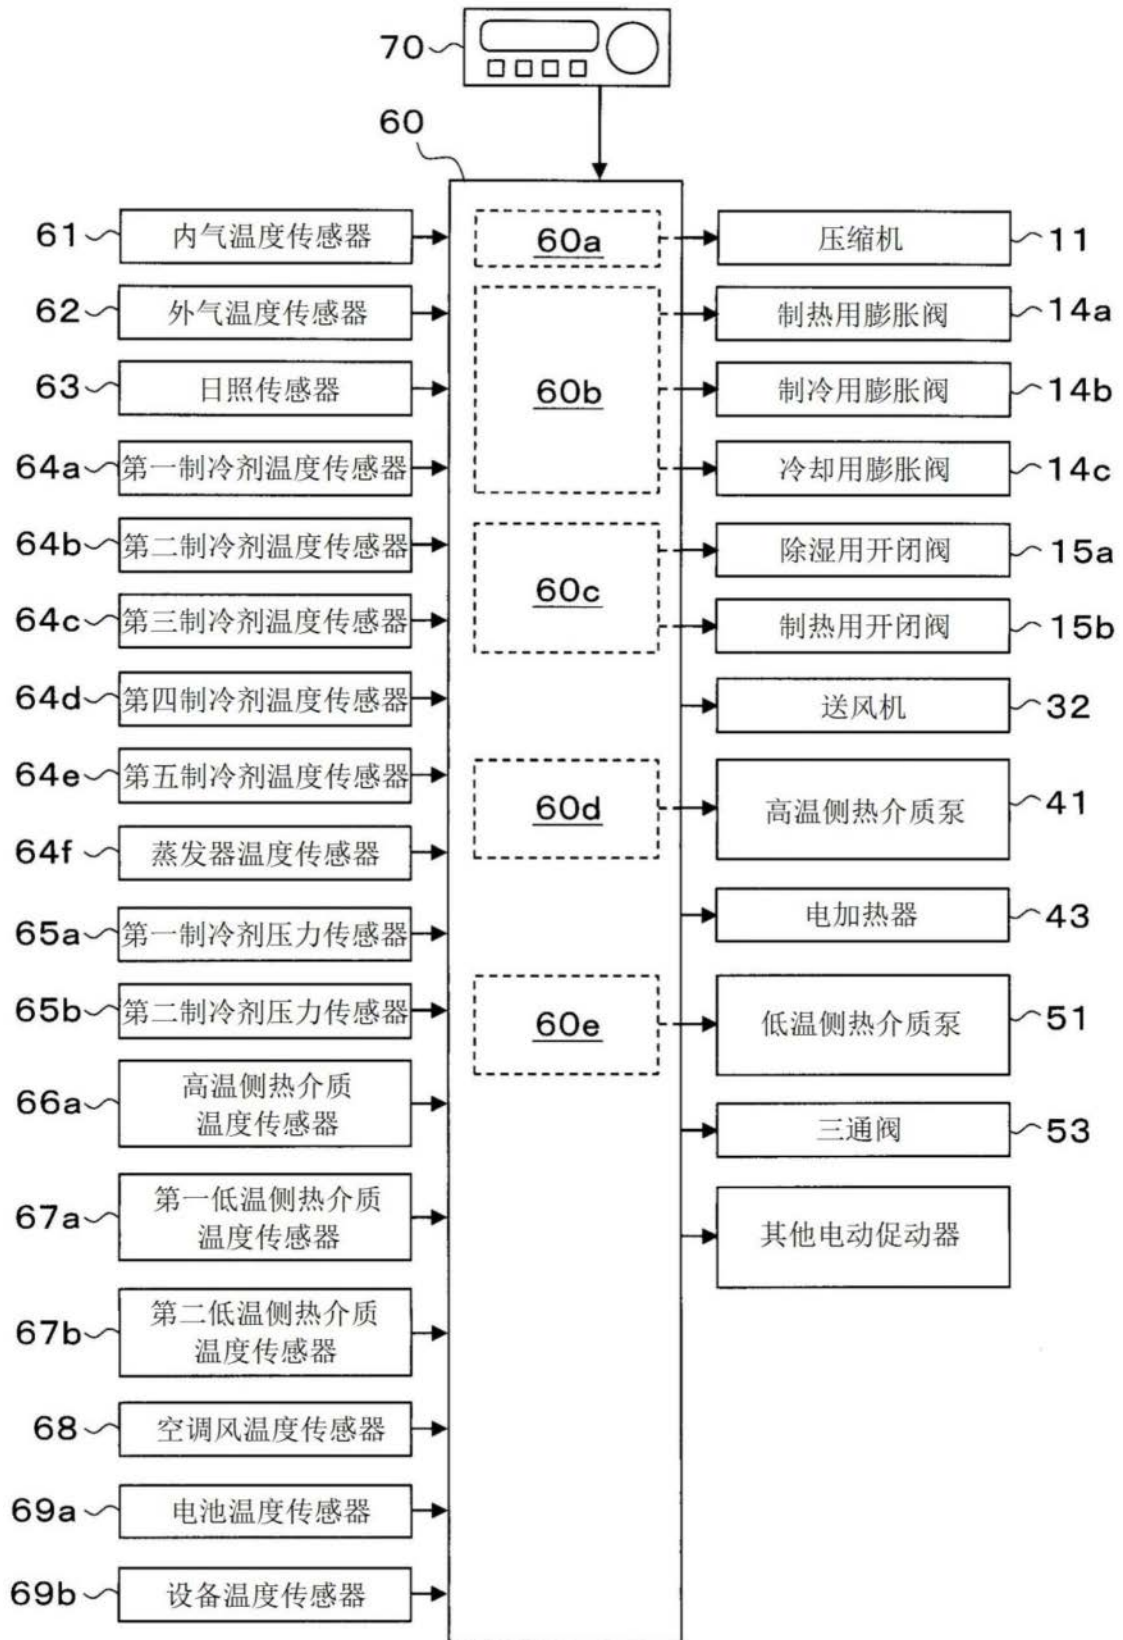 70
60
61 内气温度传感器
60a
压缩机 11
62 外气温度传感器
制热用膨胀阀 14a
63 日照传感器
60b
制冷用膨胀阀 14b
64a 第一制冷剂温度传感器
冷却用膨胀阀 14c
64b 第二制冷剂温度传感器
除湿用开闭阀 15a
60c
64c 第三制冷剂温度传感器
制热用开闭阀 15b
64d 第四制冷剂温度传感器
送风机 32
64e 第五制冷剂温度传感器
60d
高温侧热介质泵 41
64f 蒸发器温度传感器
电加热器 43
65a 第一制冷剂压力传感器
65b 第二制冷剂压力传感器
60e
低温侧热介质泵 51
66a 高温侧热介质
温度传感器
三通阀 53
67a 第一低温侧热介质
温度传感器
其他电动促动器
67b 第二低温侧热介质
温度传感器
68 空调风温度传感器
69a 电池温度传感器
69b 设备温度传感器